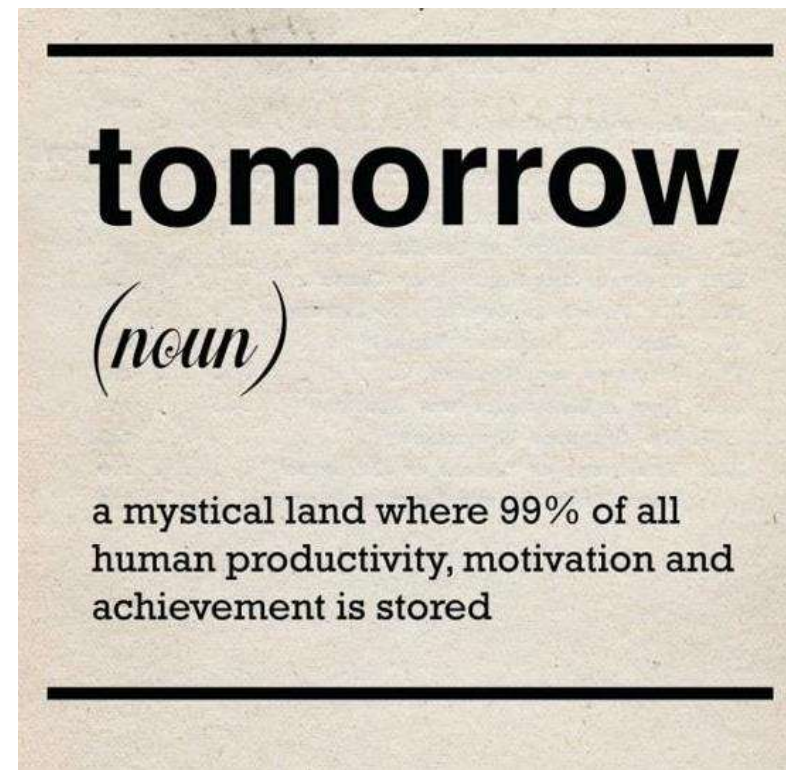 tomorrow
(noun)
a mystical land where 99% of all
human productivity, motivation and
achievement is stored